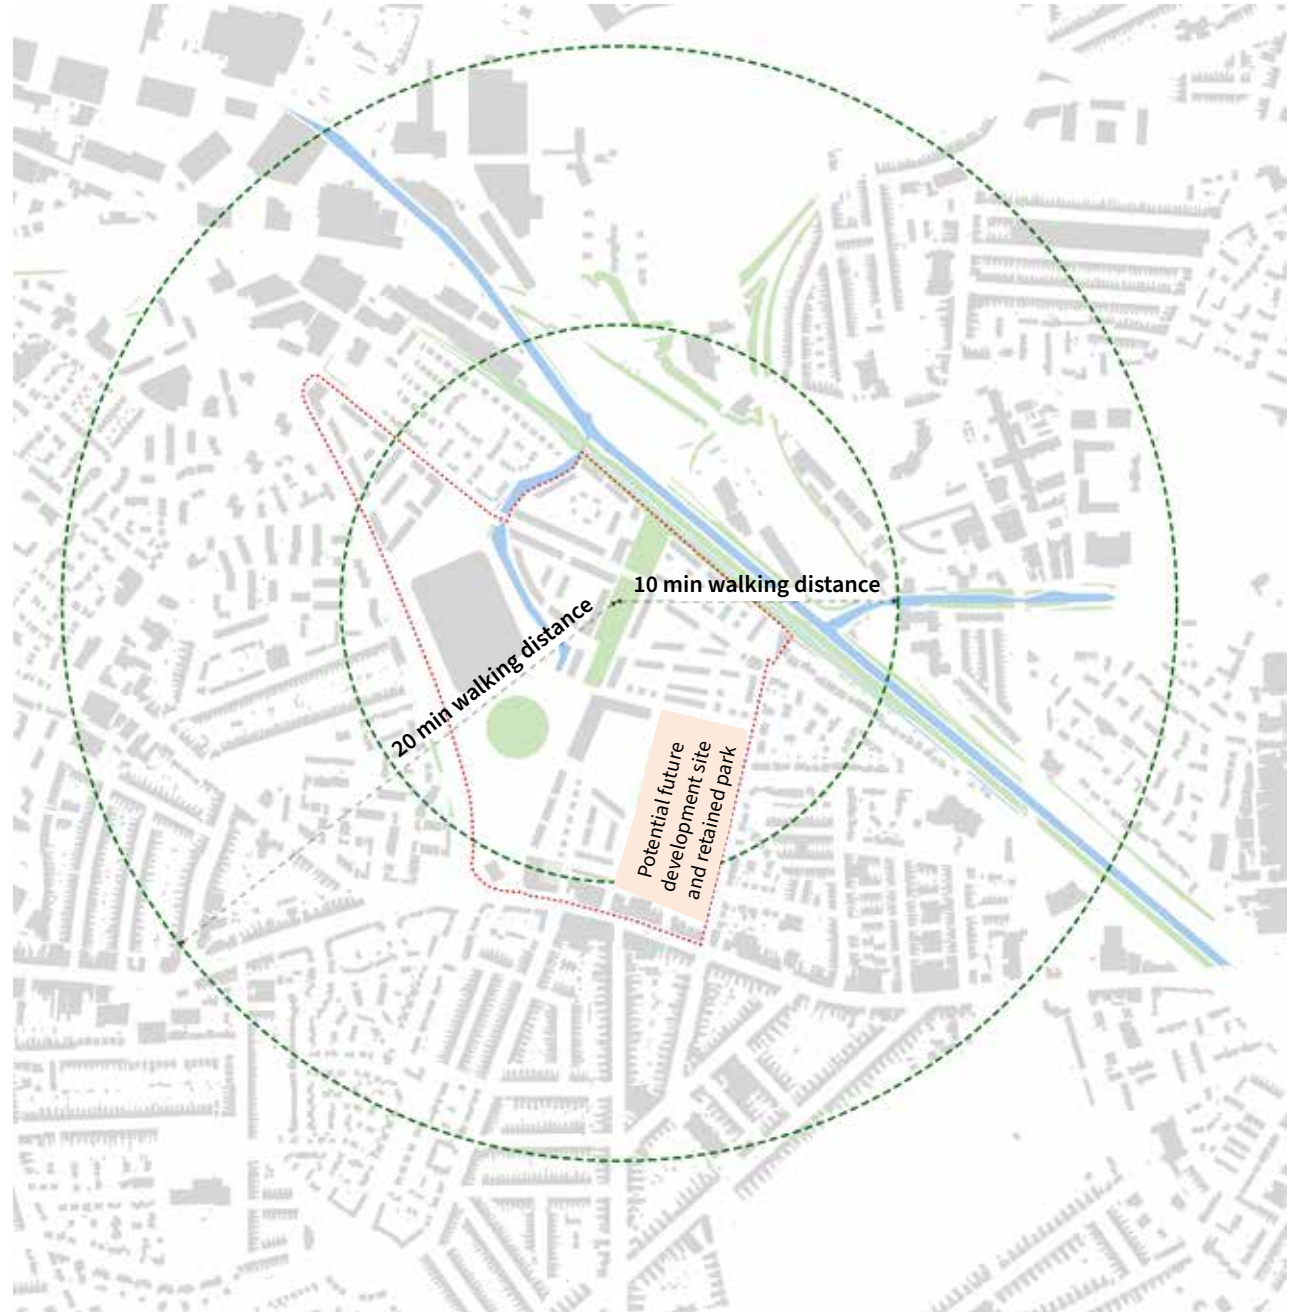 10 min walking distance
20 min walking distance
Potential future
development site
and retained park